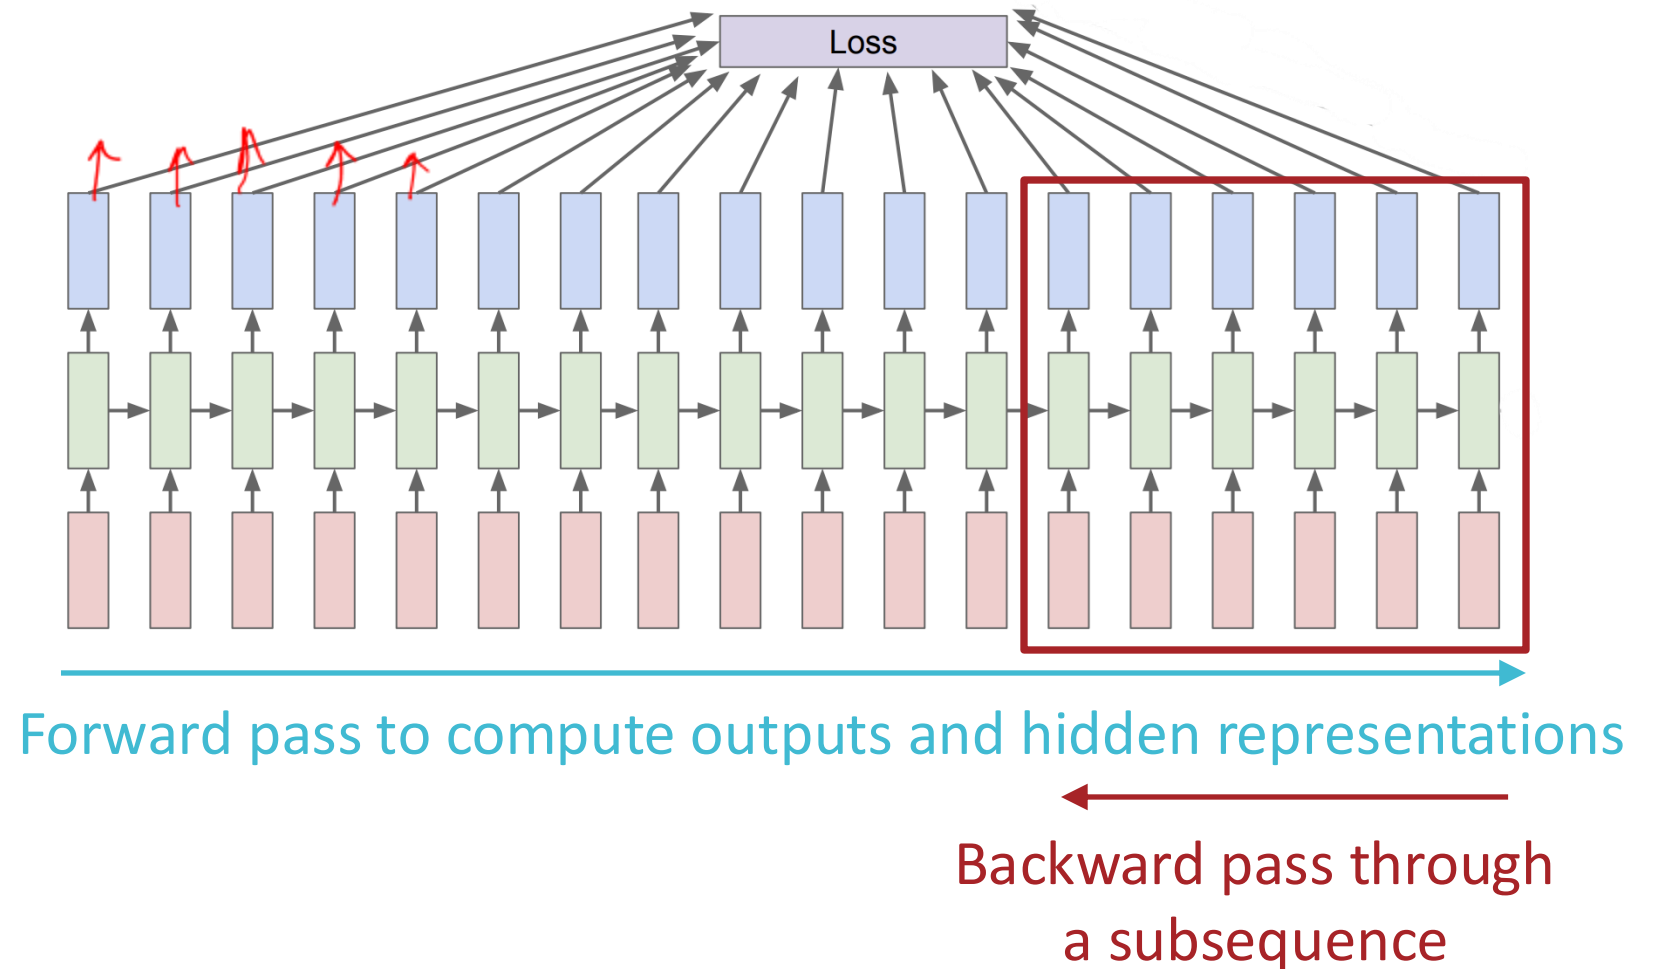 Loss
Forward pass to compute outputs and hidden representations
Backward pass through
a subsequence